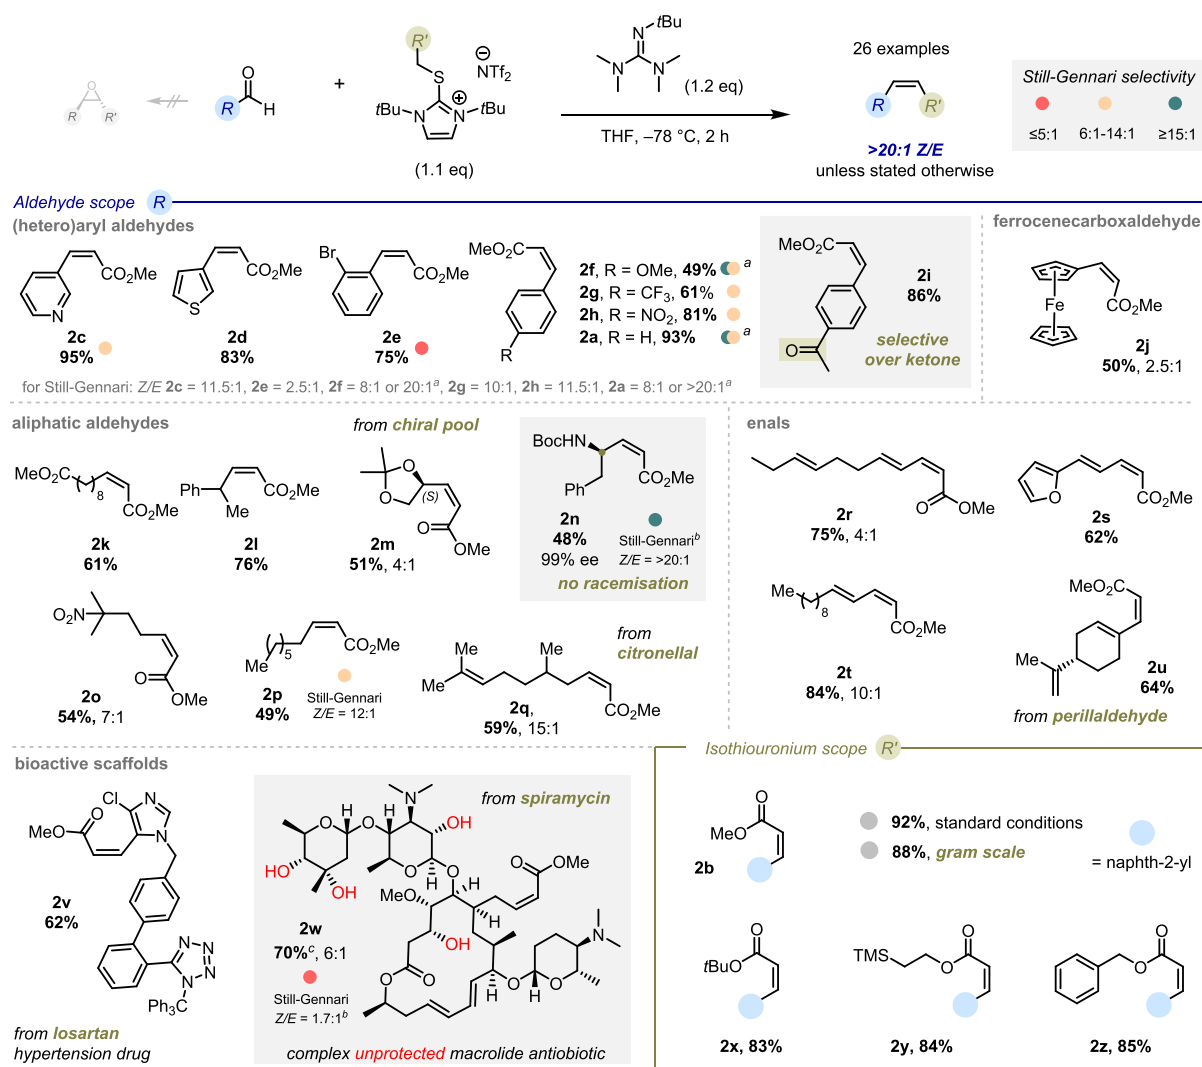 R'
S
⊖
NTf2
tBu
N
N
tBu
⊕
(1.1 eq)
O
R
R'
R
O
H
+
tBu
N
N
N
(1.2 eq)
THF, –78 °C, 2 h
26 examples
R
R'
>20:1 Z/E
unless stated otherwise
Still-Gennari selectivity
≤5:1
6:1-14:1
≥15:1
Aldehyde scope R
(hetero)aryl aldehydes
CO2Me
N
2c
95%
CO2Me
S
2d
83%
Br
CO2Me
2e
75%
MeO2C
R
2f, R = OMe, 49% a
2g, R = CF3, 61%
2h, R = NO2, 81%
2a, R = H, 93% a
MeO2C
O
2i
86%
selective
over ketone
ferrocenecarboxaldehyde
Fe
CO2Me
2j
50%, 2.5:1
for Still-Gennari: Z/E 2c = 11.5:1, 2e = 2.5:1, 2f = 8:1 or 20:1a, 2g = 10:1, 2h = 11.5:1, 2a = 8:1 or >20:1a
aliphatic aldehydes
MeO2C
8
CO2Me
2k
61%
Ph
Me
CO2Me
2l
76%
from chiral pool
O
O
(S)
O
OMe
2m
51%, 4:1
BocHN
Ph
CO2Me
2n
48%
99% ee
Still-Gennarib
Z/E = >20:1
no racemisation
O2N
O
OMe
2o
54%, 7:1
5
Me
CO2Me
2p
49%
Still-Gennari
Z/E = 12:1
from
citronellal
Me
Me
Me
CO2Me
2q,
59%, 15:1
enals
O
OMe
2r
75%, 4:1
O
CO2Me
2s
62%
Me
8
CO2Me
2t
84%, 10:1
MeO2C
Me
2u
64%
from perillaldehyde
bioactive scaffolds
Cl
N
N
O
MeO
2v
62%
N
N
N
N
Ph3C
from losartan
hypertension drug
from spiramycin
N
H
O
H
O
O
OH
HO
O
O
H
OH
O
H
CO2Me
MeO
H
OH
O
O
H
O
H
O
N
2w
70%c, 6:1
Still-Gennari
Z/E = 1.7:1b
complex unprotected macrolide antiobiotic
Isothiouronium scope R'
O
MeO
2b
92%, standard conditions
88%, gram scale
= naphth-2-yl
O
tBuO
2x, 83%
TMS
O
O
2y, 84%
O
O
2z, 85%